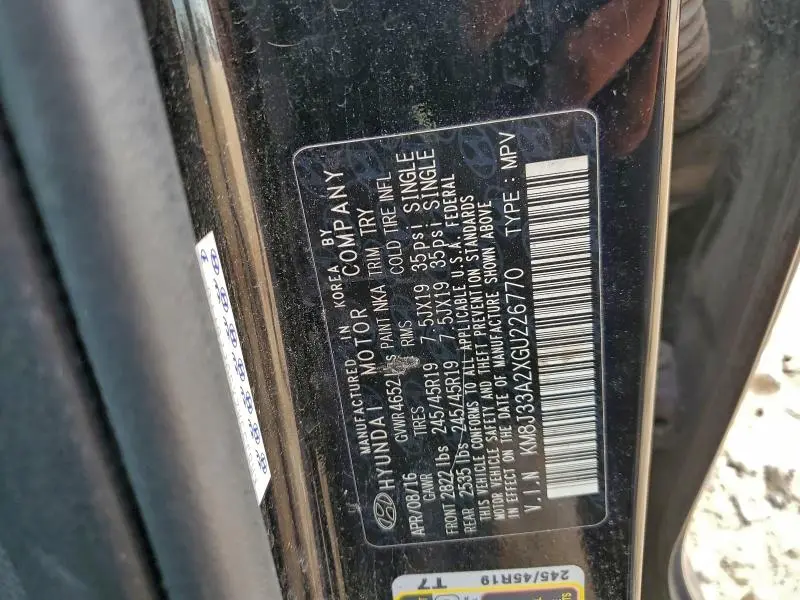 MANUFACTURED IN KOREA BY
HYUNDAI MOTOR COMPANY
APR/08/16 GVWR 4652 PAINT NKA TRIM TRY
GAWR TIRES RIMS COLD TIRE INFL
FRONT 2822 lbs 245/45R19 7.5JX19 35psi SINGLE
REAR 2535 lbs 245/45R19 7.5JX19 35psi SINGLE
THIS VEHICLE CONFORMS TO ALL APPLICABLE U.S.A. FEDERAL
MOTOR VEHICLE SAFETY AND THEFT PREVENTION STANDARDS
IN EFFECT ON THE DATE OF MANUFACTURE SHOWN ABOVE
V.I.N KM8J33A2XGU226770 TYPE : MPV
245/45R19
T7